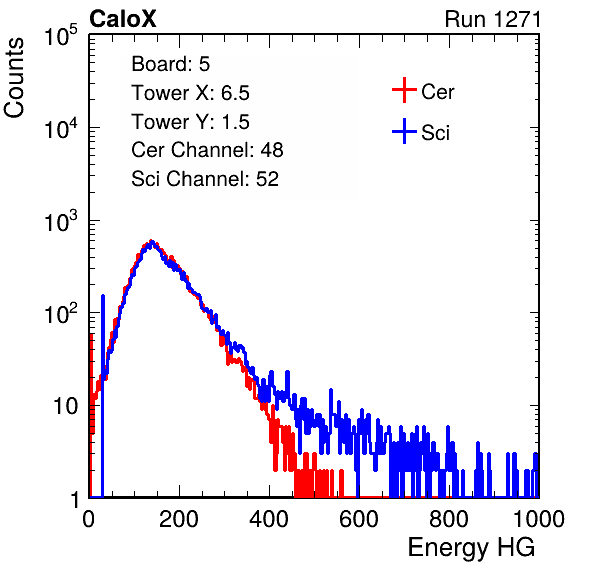 CaloX Run 1271
Counts
Board: 5
Tower X: 6.5
Tower Y: 1.5
Cer Channel: 48
Sci Channel: 52
Cer
Sci
10^5
10^4
10^3
10^2
10
1
0 200 400 600 800 1000
Energy HG